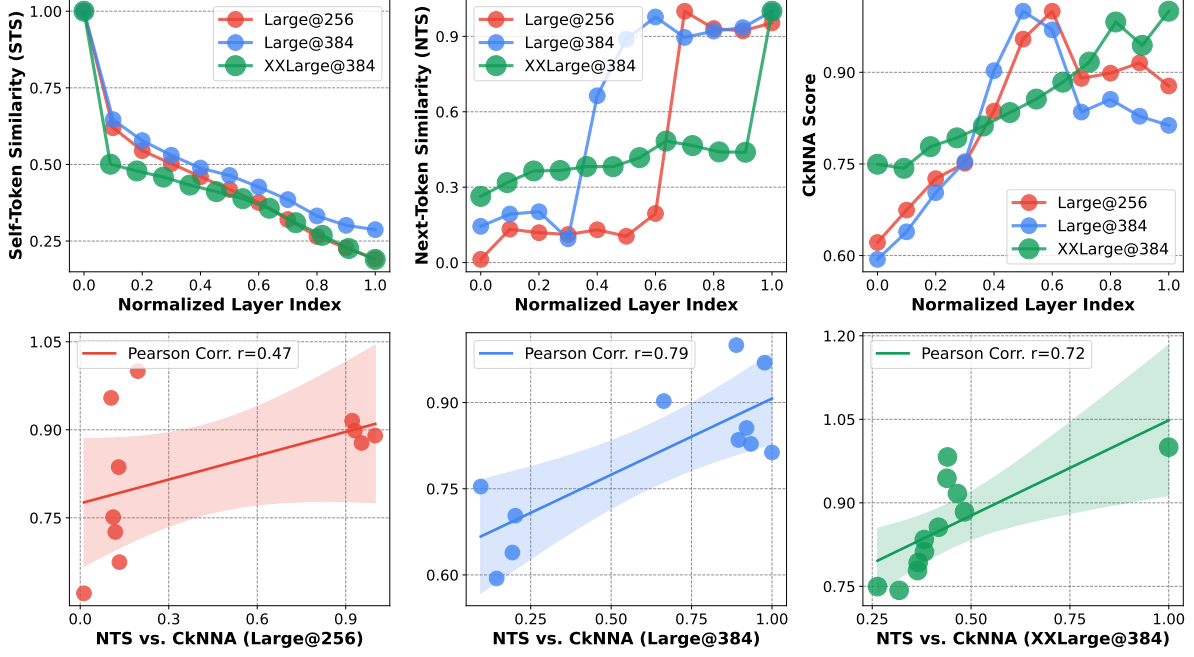 Self-Token Similarity (STS)
1.00
0.75
0.50
0.25
Large@256
Large@384
XXLarge@384
0.0 0.2 0.4 0.6 0.8 1.0
Normalized Layer Index
Next-Token Similarity (NTS)
0.9
0.6
0.3
0.0
Large@256
Large@384
XXLarge@384
0.0 0.2 0.4 0.6 0.8 1.0
Normalized Layer Index
CkNNA Score
0.90
0.75
0.60
Large@256
Large@384
XXLarge@384
0.0 0.2 0.4 0.6 0.8 1.0
Normalized Layer Index
1.05
0.90
0.75
Pearson Corr. r=0.47
0.0 0.3 0.6 0.9
NTS vs. CkNNA (Large@256)
0.90
0.75
0.60
Pearson Corr. r=0.79
0.25 0.50 0.75 1.00
NTS vs. CkNNA (Large@384)
1.20
1.05
0.90
0.75
Pearson Corr. r=0.72
0.25 0.50 0.75 1.00
NTS vs. CkNNA (XXLarge@384)